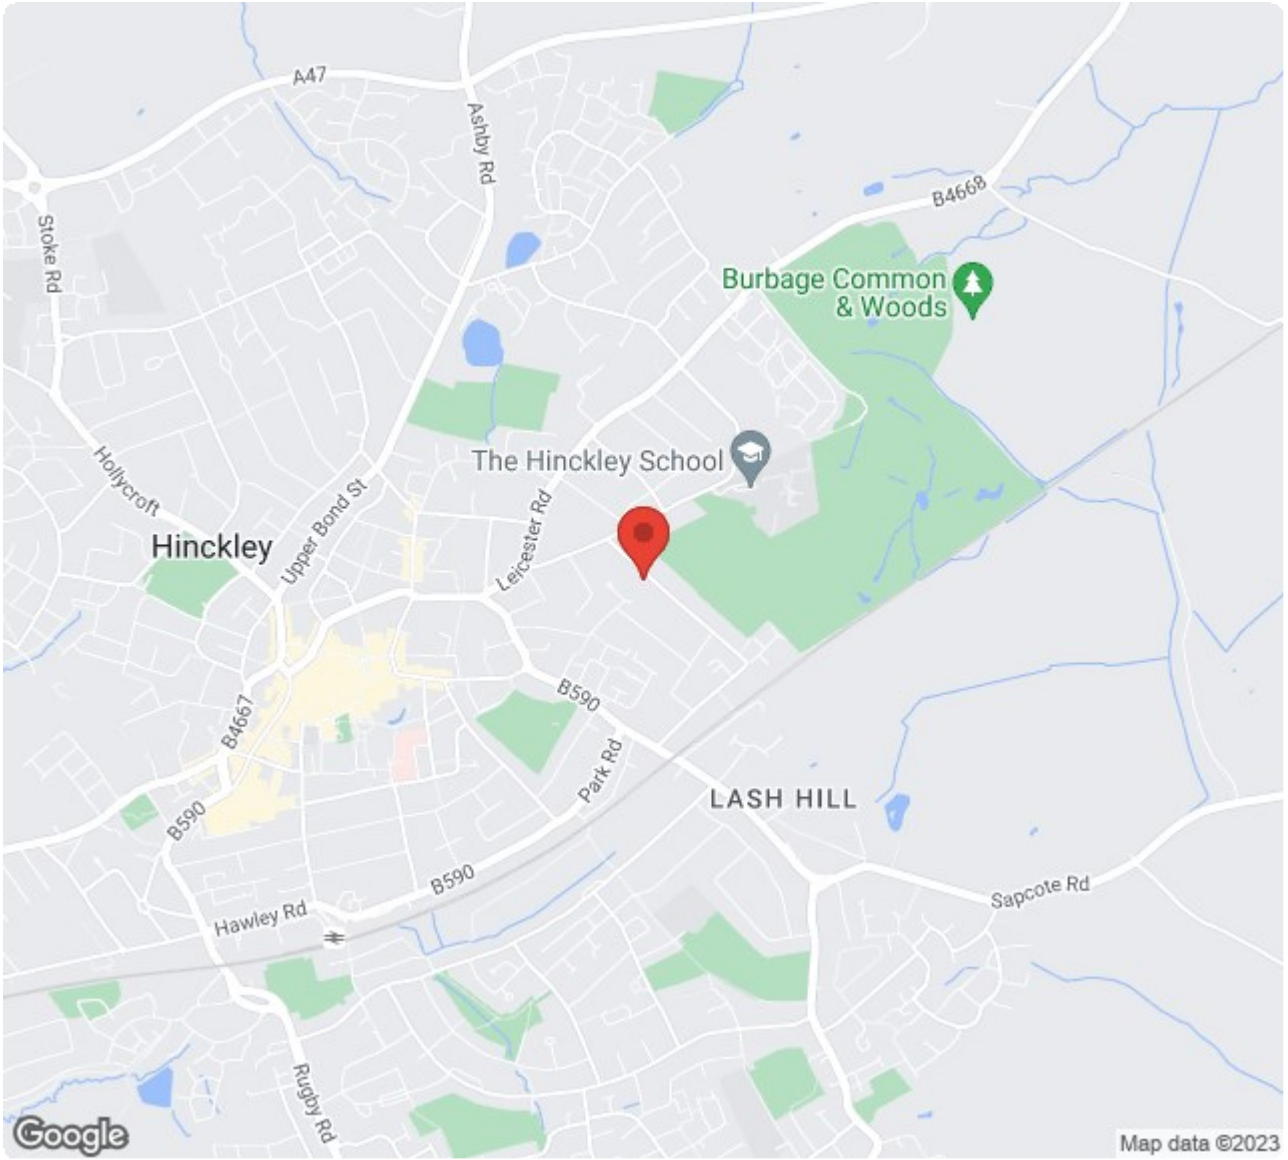 A47
Ashby Rd
B4668
Stoke Rd
Burbage Common
& Woods
Hollycroft
The Hinckley School
Upper Bond St
Leicester Rd
Hinckley
B590
B4667
Park Rd
LASH HILL
B590
B590
Sapcote Rd
Hawley Rd
Rugby Rd
Google
Map data ©2023